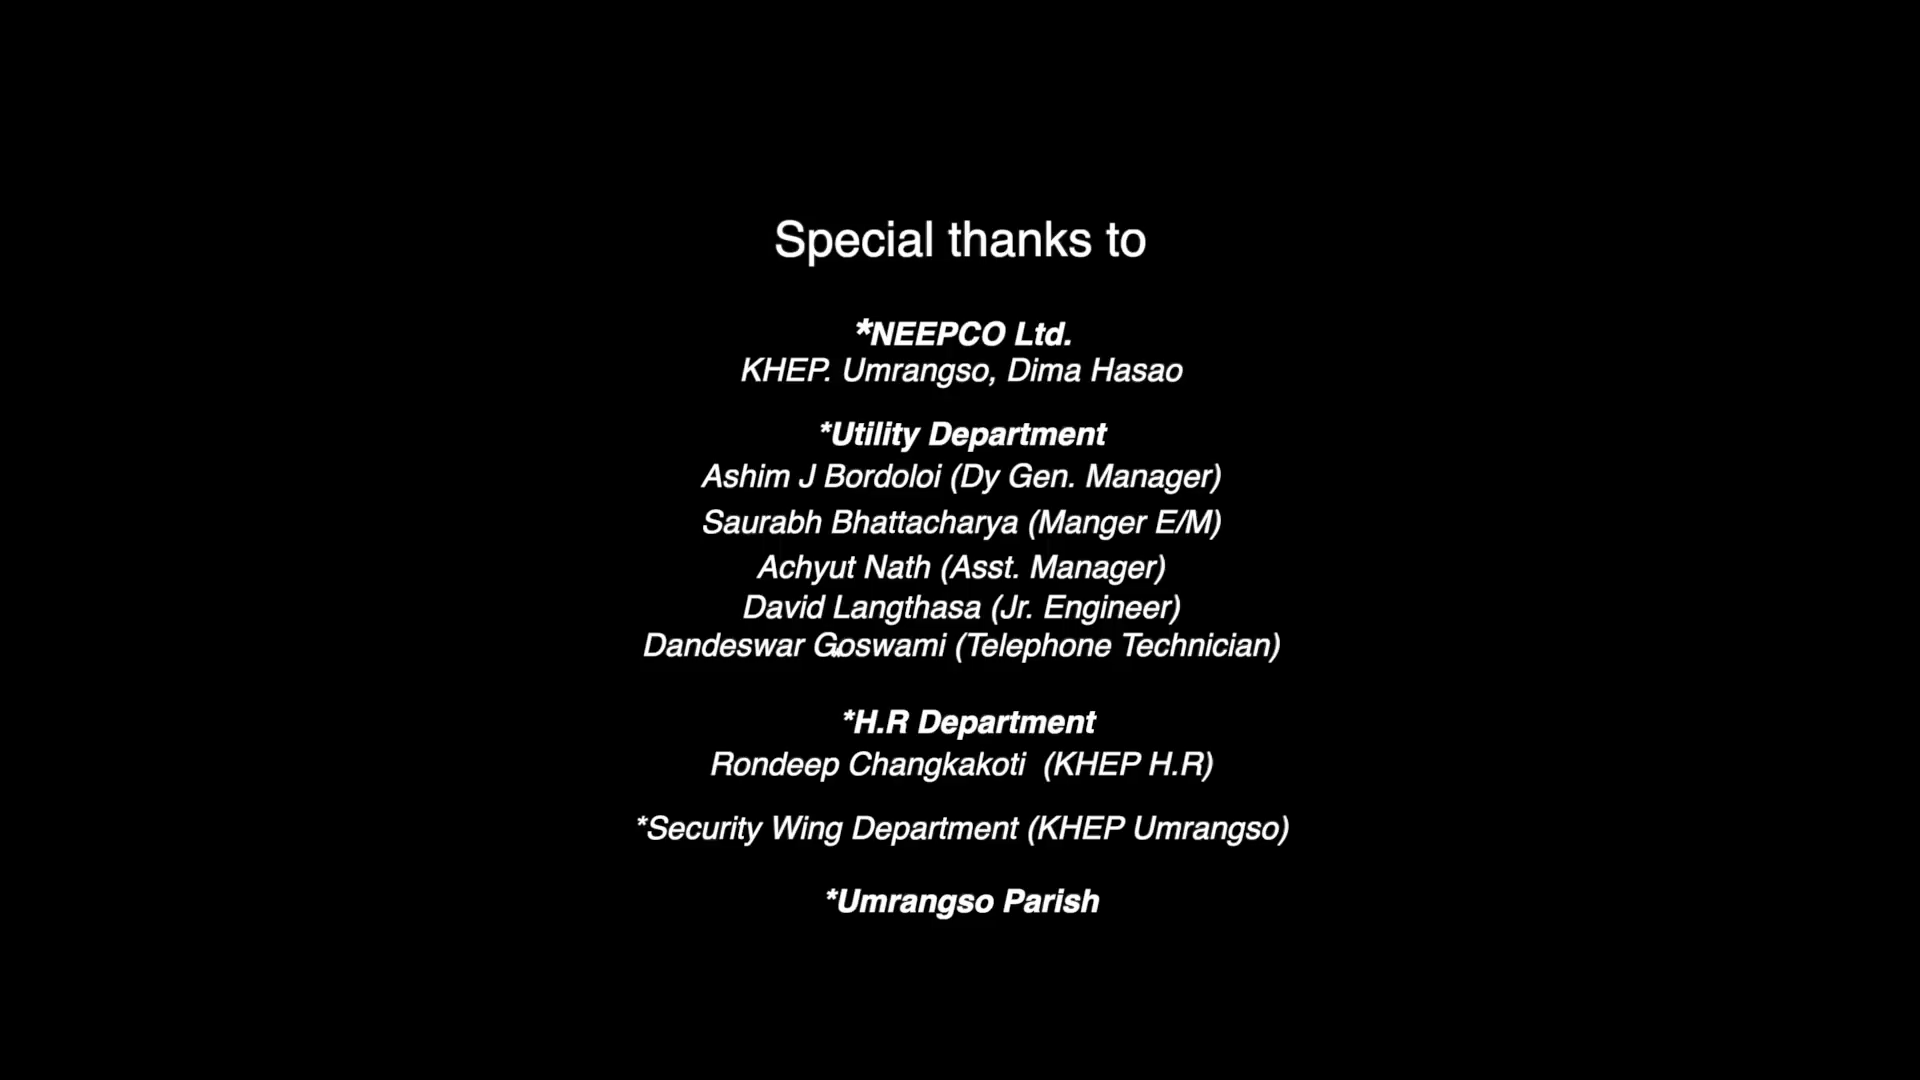 Special thanks to
*NEEPCO Ltd.
KHEP. Umrangso, Dima Hasao
*Utility Department
Ashim J Bordoloi (Dy Gen. Manager)
Saurabh Bhattacharya (Manger E/M)
Achyut Nath (Asst. Manager)
David Langthasa (Jr. Engineer)
Dandeswar Goswami (Telephone Technician)
*H.R Department
Rondeep Changkakoti  (KHEP H.R)
*Security Wing Department (KHEP Umrangso)
*Umrangso Parish